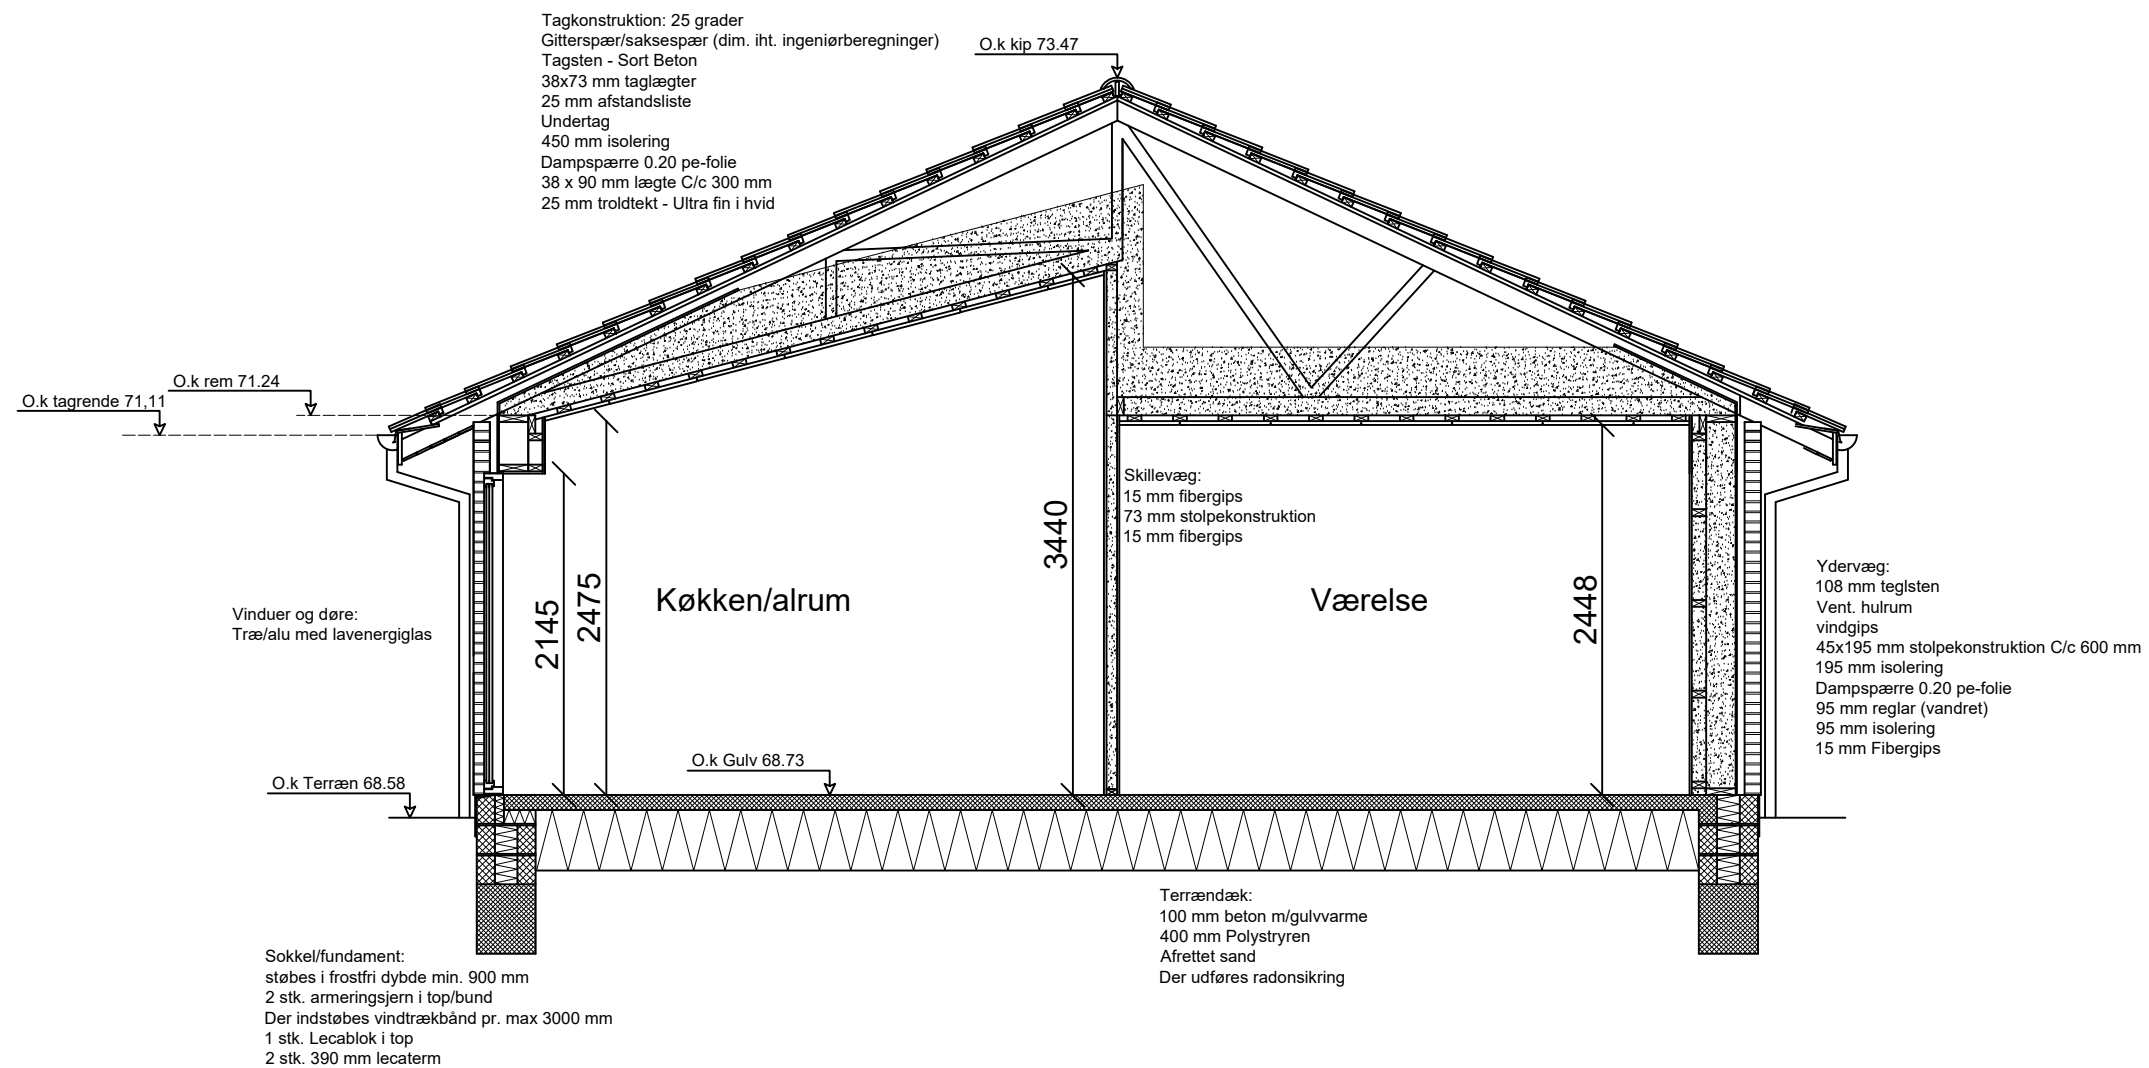 Tagkonstruktion: 25 grader
Gitterspær/saksespær (dim. iht. ingeniørberegninger)
Tagsten - Sort Beton
38x73 mm taglægter
25 mm afstandsliste
Undertag
450 mm isolering
Dampspærre 0.20 pe-folie
38 x 90 mm lægte C/c 300 mm
25 mm troldtekt - Ultra fin i hvid
O.k kip 73.47
O.k rem 71.24
O.k tagrende 71,11
Skillevæg:
15 mm fibergips
73 mm stolpekonstruktion
15 mm fibergips
Vinduer og døre:
Træ/alu med lavenergiglas
2145
2475
Køkken/alrum
3440
Værelse
2448
Ydervæg:
108 mm teglsten
Vent. hulrum
vindgips
45x195 mm stolpekonstruktion C/c 600 mm
195 mm isolering
Dampspærre 0.20 pe-folie
95 mm reglar (vandret)
95 mm isolering
15 mm Fibergips
O.k Gulv 68.73
O.k Terræn 68.58
Terrændæk:
100 mm beton m/gulvvarme
400 mm Polystryren
Afrettet sand
Der udføres radonsikring
Sokkel/fundament:
støbes i frostfri dybde min. 900 mm
2 stk. armeringsjern i top/bund
Der indstøbes vindtrækbånd pr. max 3000 mm
1 stk. Lecablok i top
2 stk. 390 mm lecaterm